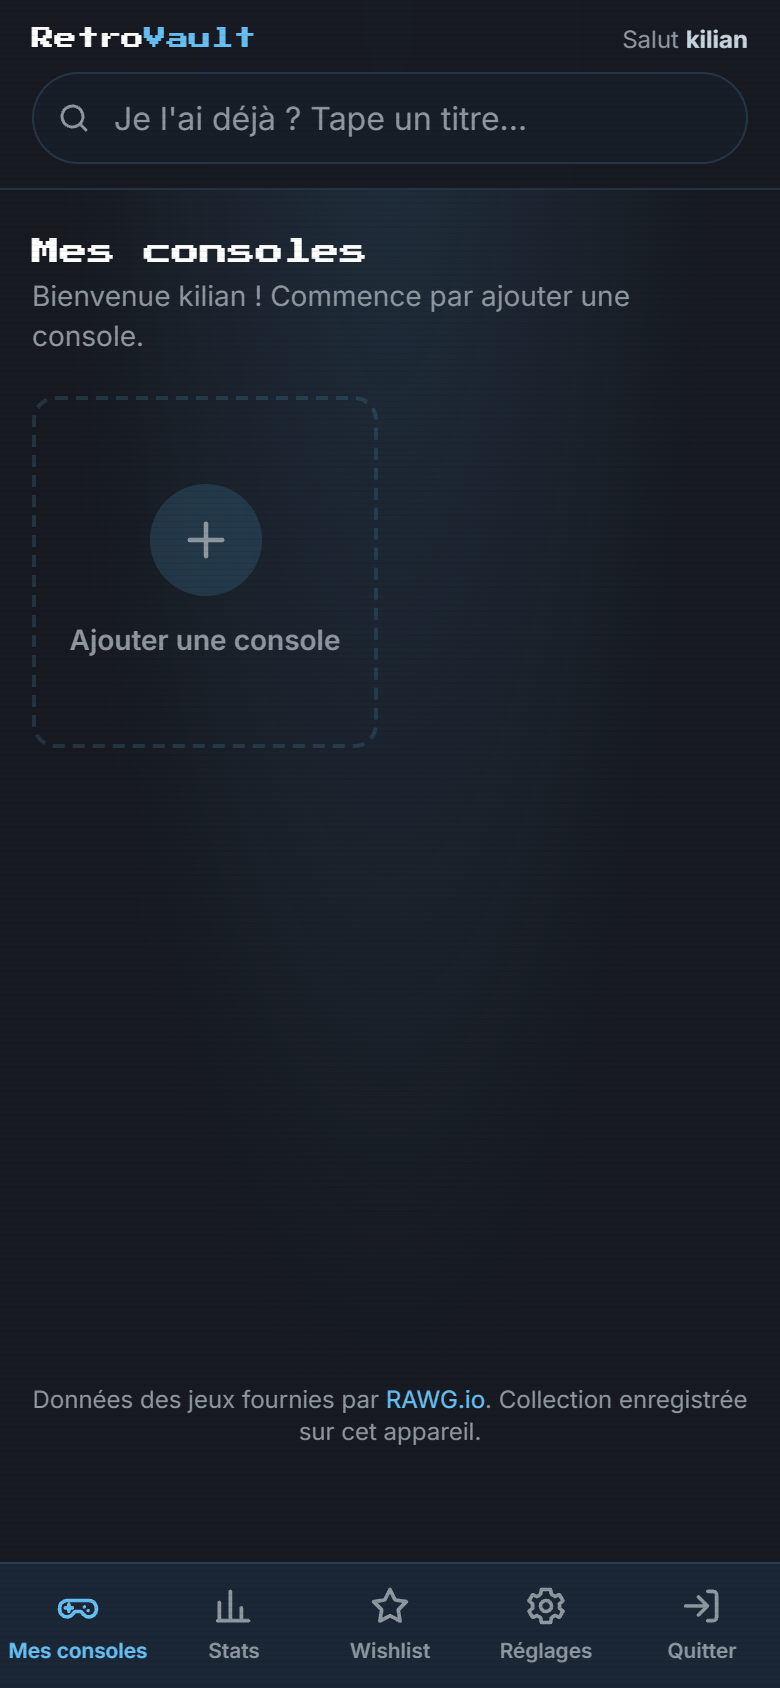 RetroVault
Salut kilian
Je l'ai déjà ? Tape un titre...
Mes consoles
Bienvenue kilian ! Commence par ajouter une
console.
Ajouter une console
Données des jeux fournies par RAWG.io. Collection enregistrée
sur cet appareil.
Mes consoles
Stats
Wishlist
Réglages
Quitter